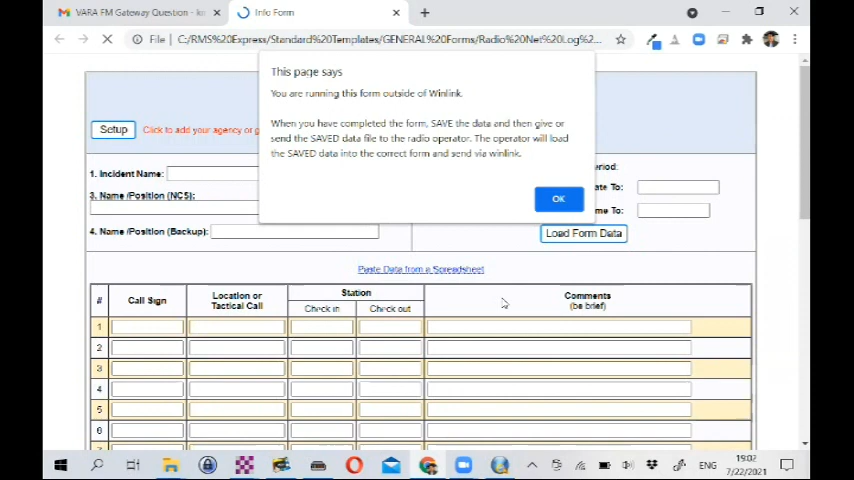 VARA FM Gateway Question -
Info Form
File | C:/RMS%20Express/Standard%20Templates/GENERAL%20Forms/Radio%20Net%20Log%2...
This page says
You are running this form outside of Winlink.
When you have completed the form, SAVE the data and then give or
send the SAVED data file to the radio operator. The operator will load
the SAVED data into the correct form and send via winlink.
OK
Setup
Click to add your agency or g
1. Incident Name:
3. Name /Position (NCS):
4. Name /Position (Backup):
eriod:
ate To:
me To:
Load Form Data
Paste Data from a Spreadsheet
#
Call Sign
Location or
Tactical Call
Station
Check in
Check out
Comments
(be brief)
1
2
3
4
5
6
ENG
19:02
7/22/2021